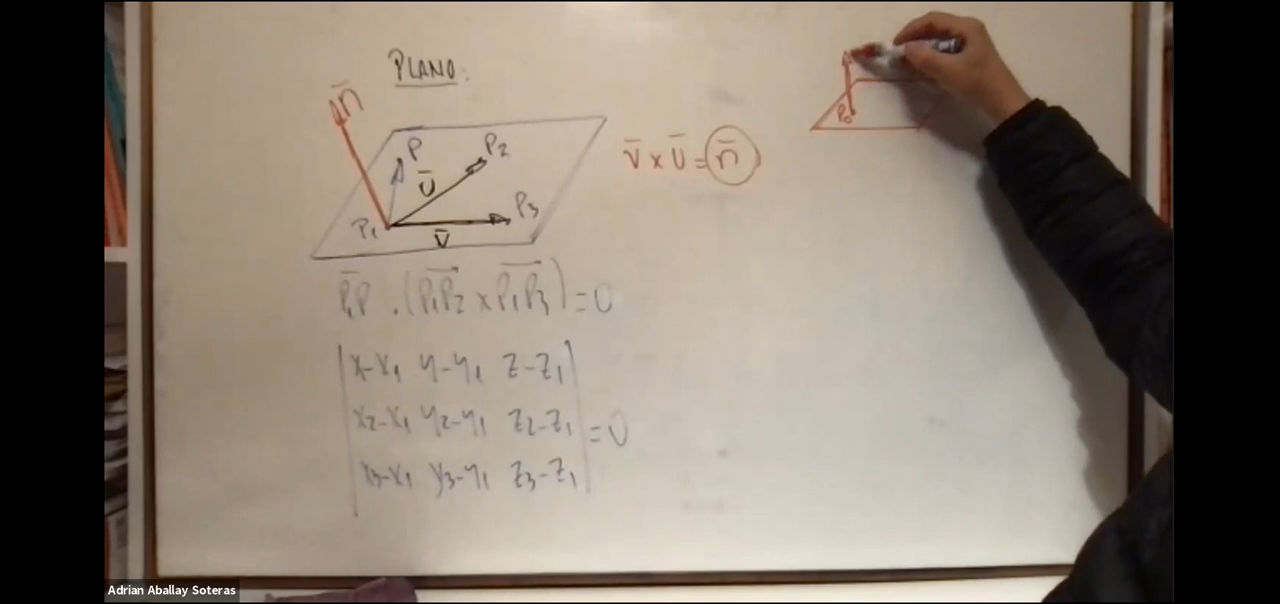 PLANO:
n̄
P
P2
Ū
P3
P1
V̄
V̄ x Ū = n̄
P0
P̄1P . (P1P2 x P1P3) = 0
x-x1 y-y1 z-z1
x2-x1 y2-y1 z2-z1 = 0
x3-x1 y3-y1 z3-z1
Adrian Aballay Soteras